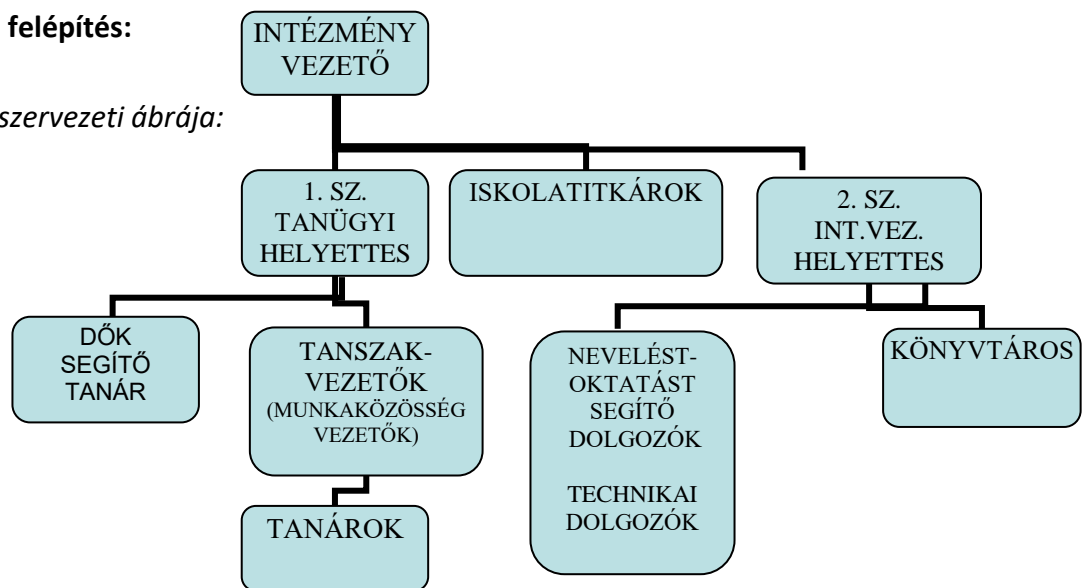 felépítés:
INTÉZMÉNY
VEZETŐ
szervezeti ábrája:
1. SZ.
TANÜGYI
HELYETTES
ISKOLATITKÁROK
2. SZ.
INT.VEZ.
HELYETTES
DŐK
SEGÍTŐ
TANÁR
TANSZAK-
VEZETŐK
(MUNKAKÖZÖSSÉG
VEZETŐK)
NEVELÉST-
OKTATÁST
SEGÍTŐ
DOLGOZÓK
TECHNIKAI
DOLGOZÓK
KÖNYVTÁROS
TANÁROK